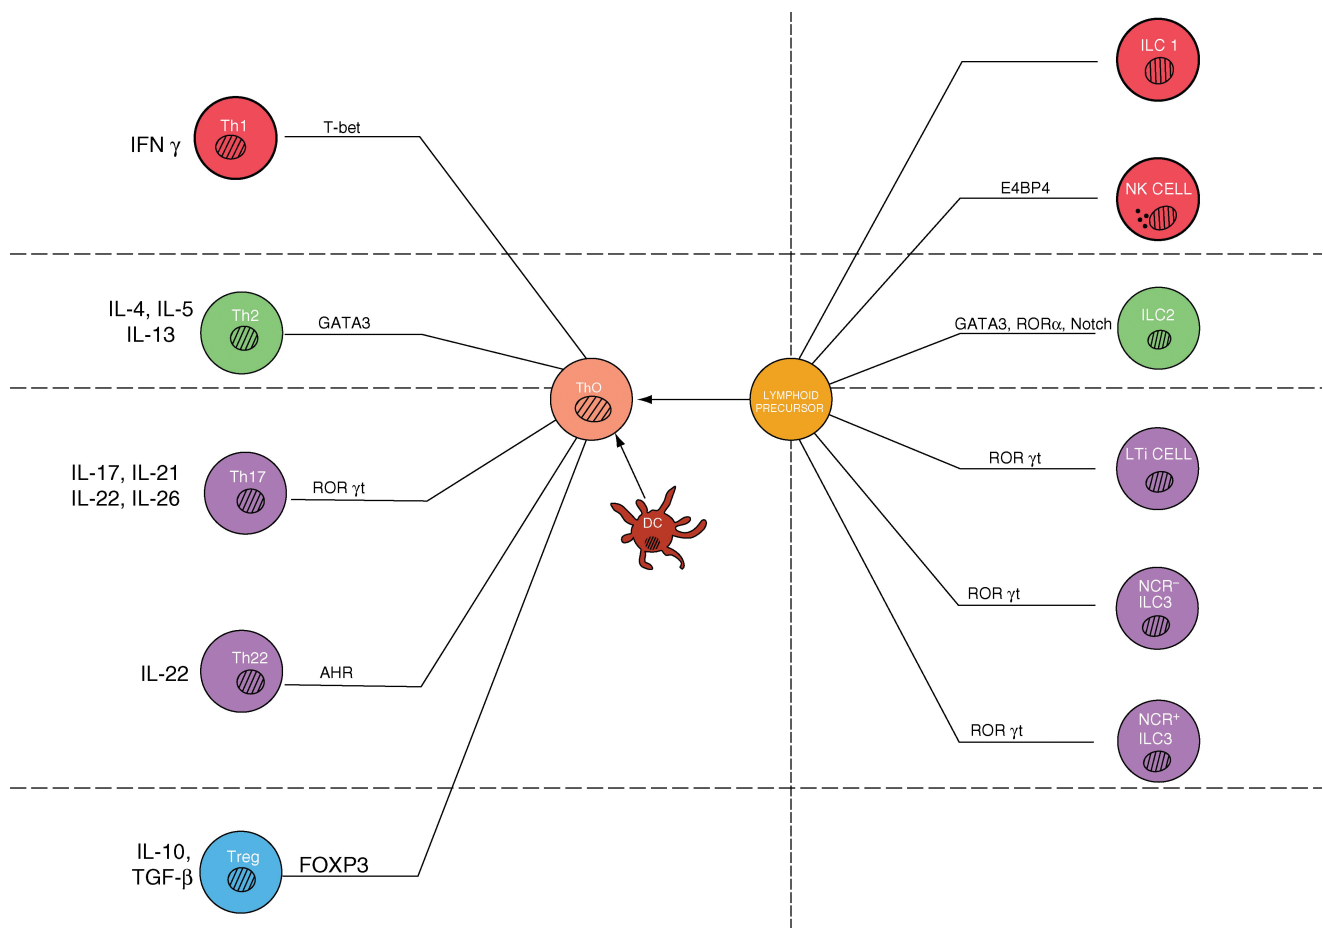 ILC 1
Th1
T-bet
IFN γ
E4BP4
NK CELL
IL-4, IL-5
IL-13
Th2
GATA3
GATA3, RORα, Notch
ILC2
ThO
LYMPHOID
PRECURSOR
IL-17, IL-21
IL-22, IL-26
Th17
ROR γt
ROR γt
LTi CELL
DC
ROR γt
NCR⁻
ILC3
IL-22
Th22
AHR
ROR γt
NCR⁺
ILC3
IL-10,
TGF-β
Treg
FOXP3